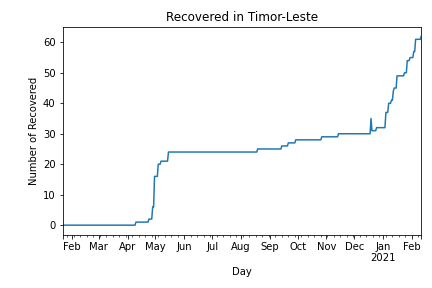 Recovered in Timor-Leste
60
50
40
30
20
10
0
Number of Recovered
Feb Mar Apr May Jun Jul Aug Sep Oct Nov Dec Jan Feb
2021
Day